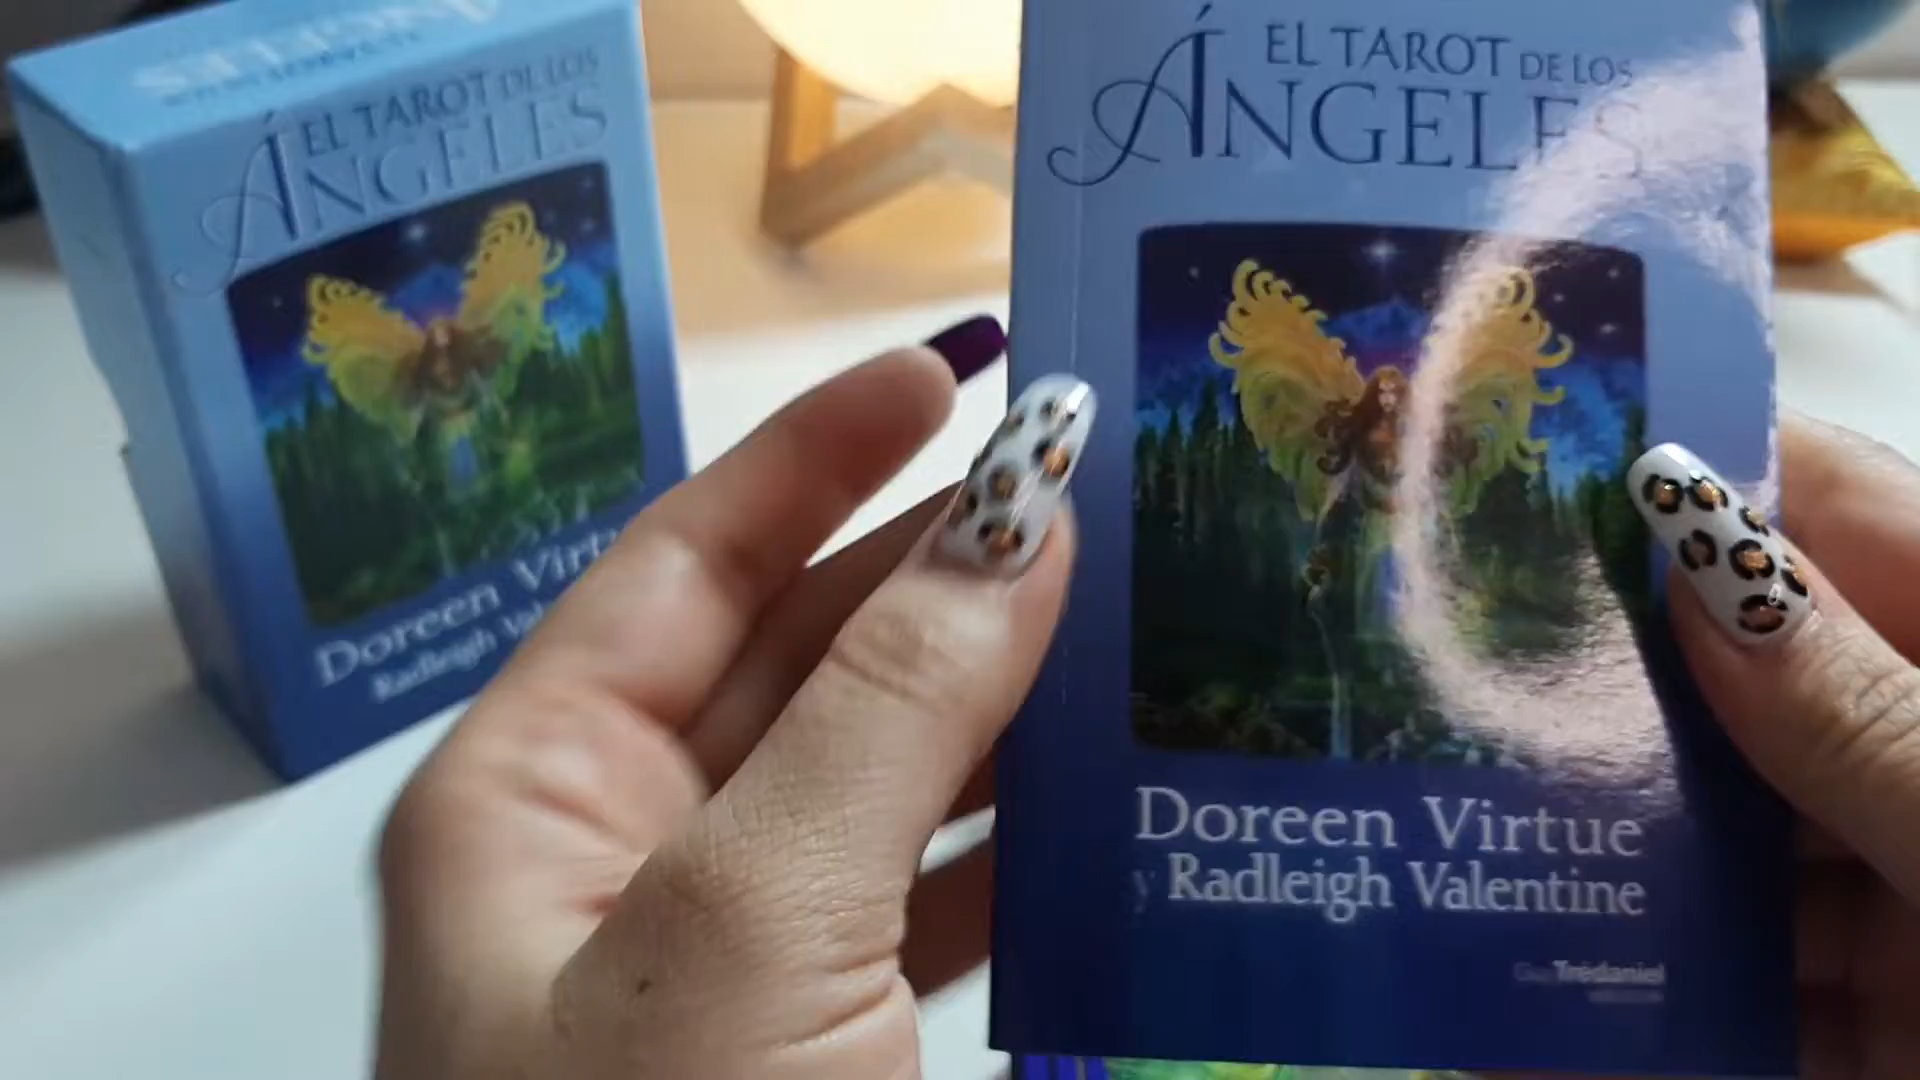 EL TAROT DE LOS
ÁNGELES
Doreen Virtue
Radleigh
EL TAROT DE LOS
ÁNGELES
Doreen Virtue
y Radleigh Valentine
Guy Trédaniel